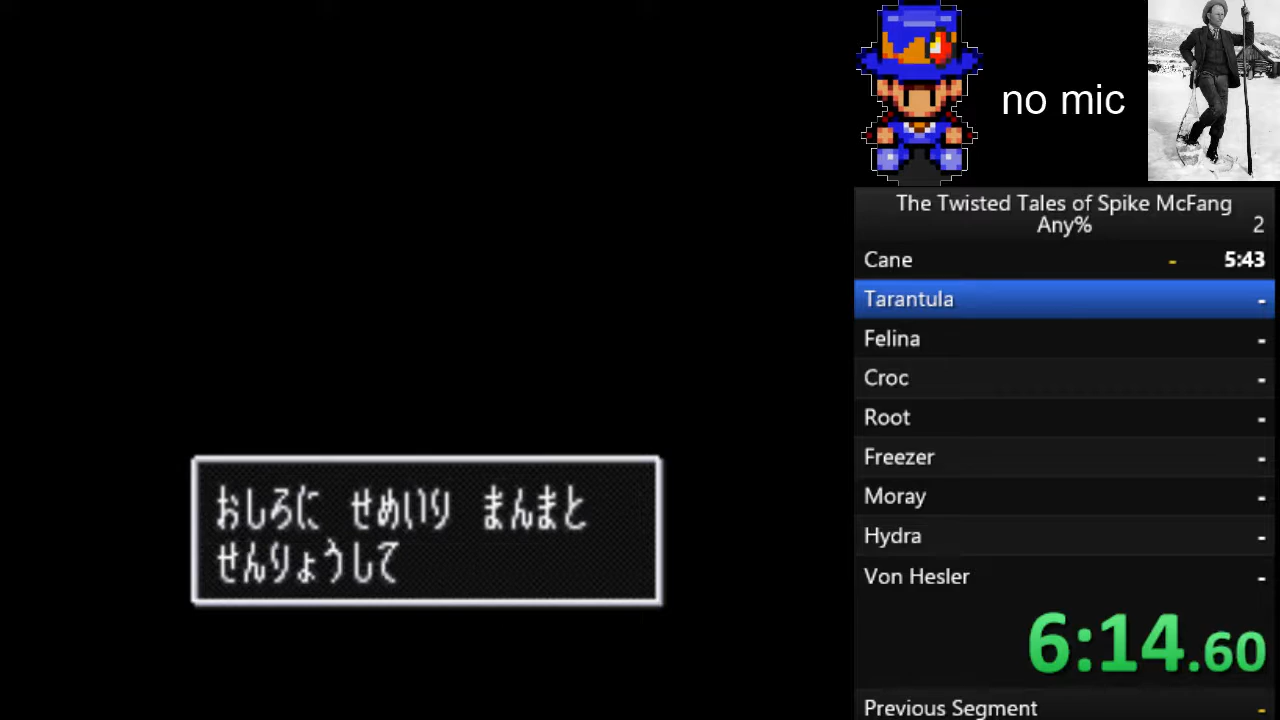 no mic
The Twisted Tales of Spike McFang
Any% 2
Cane - 5:43
Tarantula -
Felina -
Croc -
Root -
Freezer -
Moray -
Hydra -
Von Hesler -
6:14.60
Previous Segment -
おしろに せめいり まんまと
せんりょうして